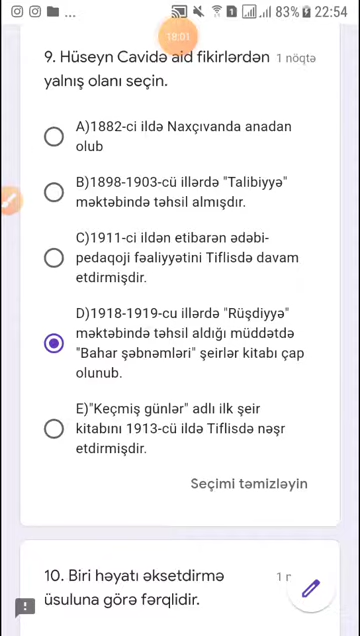 ... 83% 22:54
18:01
9. Hüseyn Cavidə aid fikirlərdən 1 nöqtə
yalnış olanı seçin.
A)1882-ci ildə Naxçıvanda anadan
olub
B)1898-1903-cü illərdə "Talibiyyə"
məktəbində təhsil almışdır.
C)1911-ci ildən etibarən ədəbi-
pedaqoji fəaliyyətini Tiflisdə davam
etdirmişdir.
D)1918-1919-cu illərdə "Rüşdiyyə"
məktəbində təhsil aldığı müddətdə
"Bahar şəbnəmləri" şeirlər kitabı çap
olunub.
E)"Keçmiş günlər" adlı ilk şeir
kitabını 1913-cü ildə Tiflisdə nəşr
etdirmişdir.
Seçimi təmizləyin
10. Biri həyatı əksetdirmə 1
üsuluna görə fərqlidir.